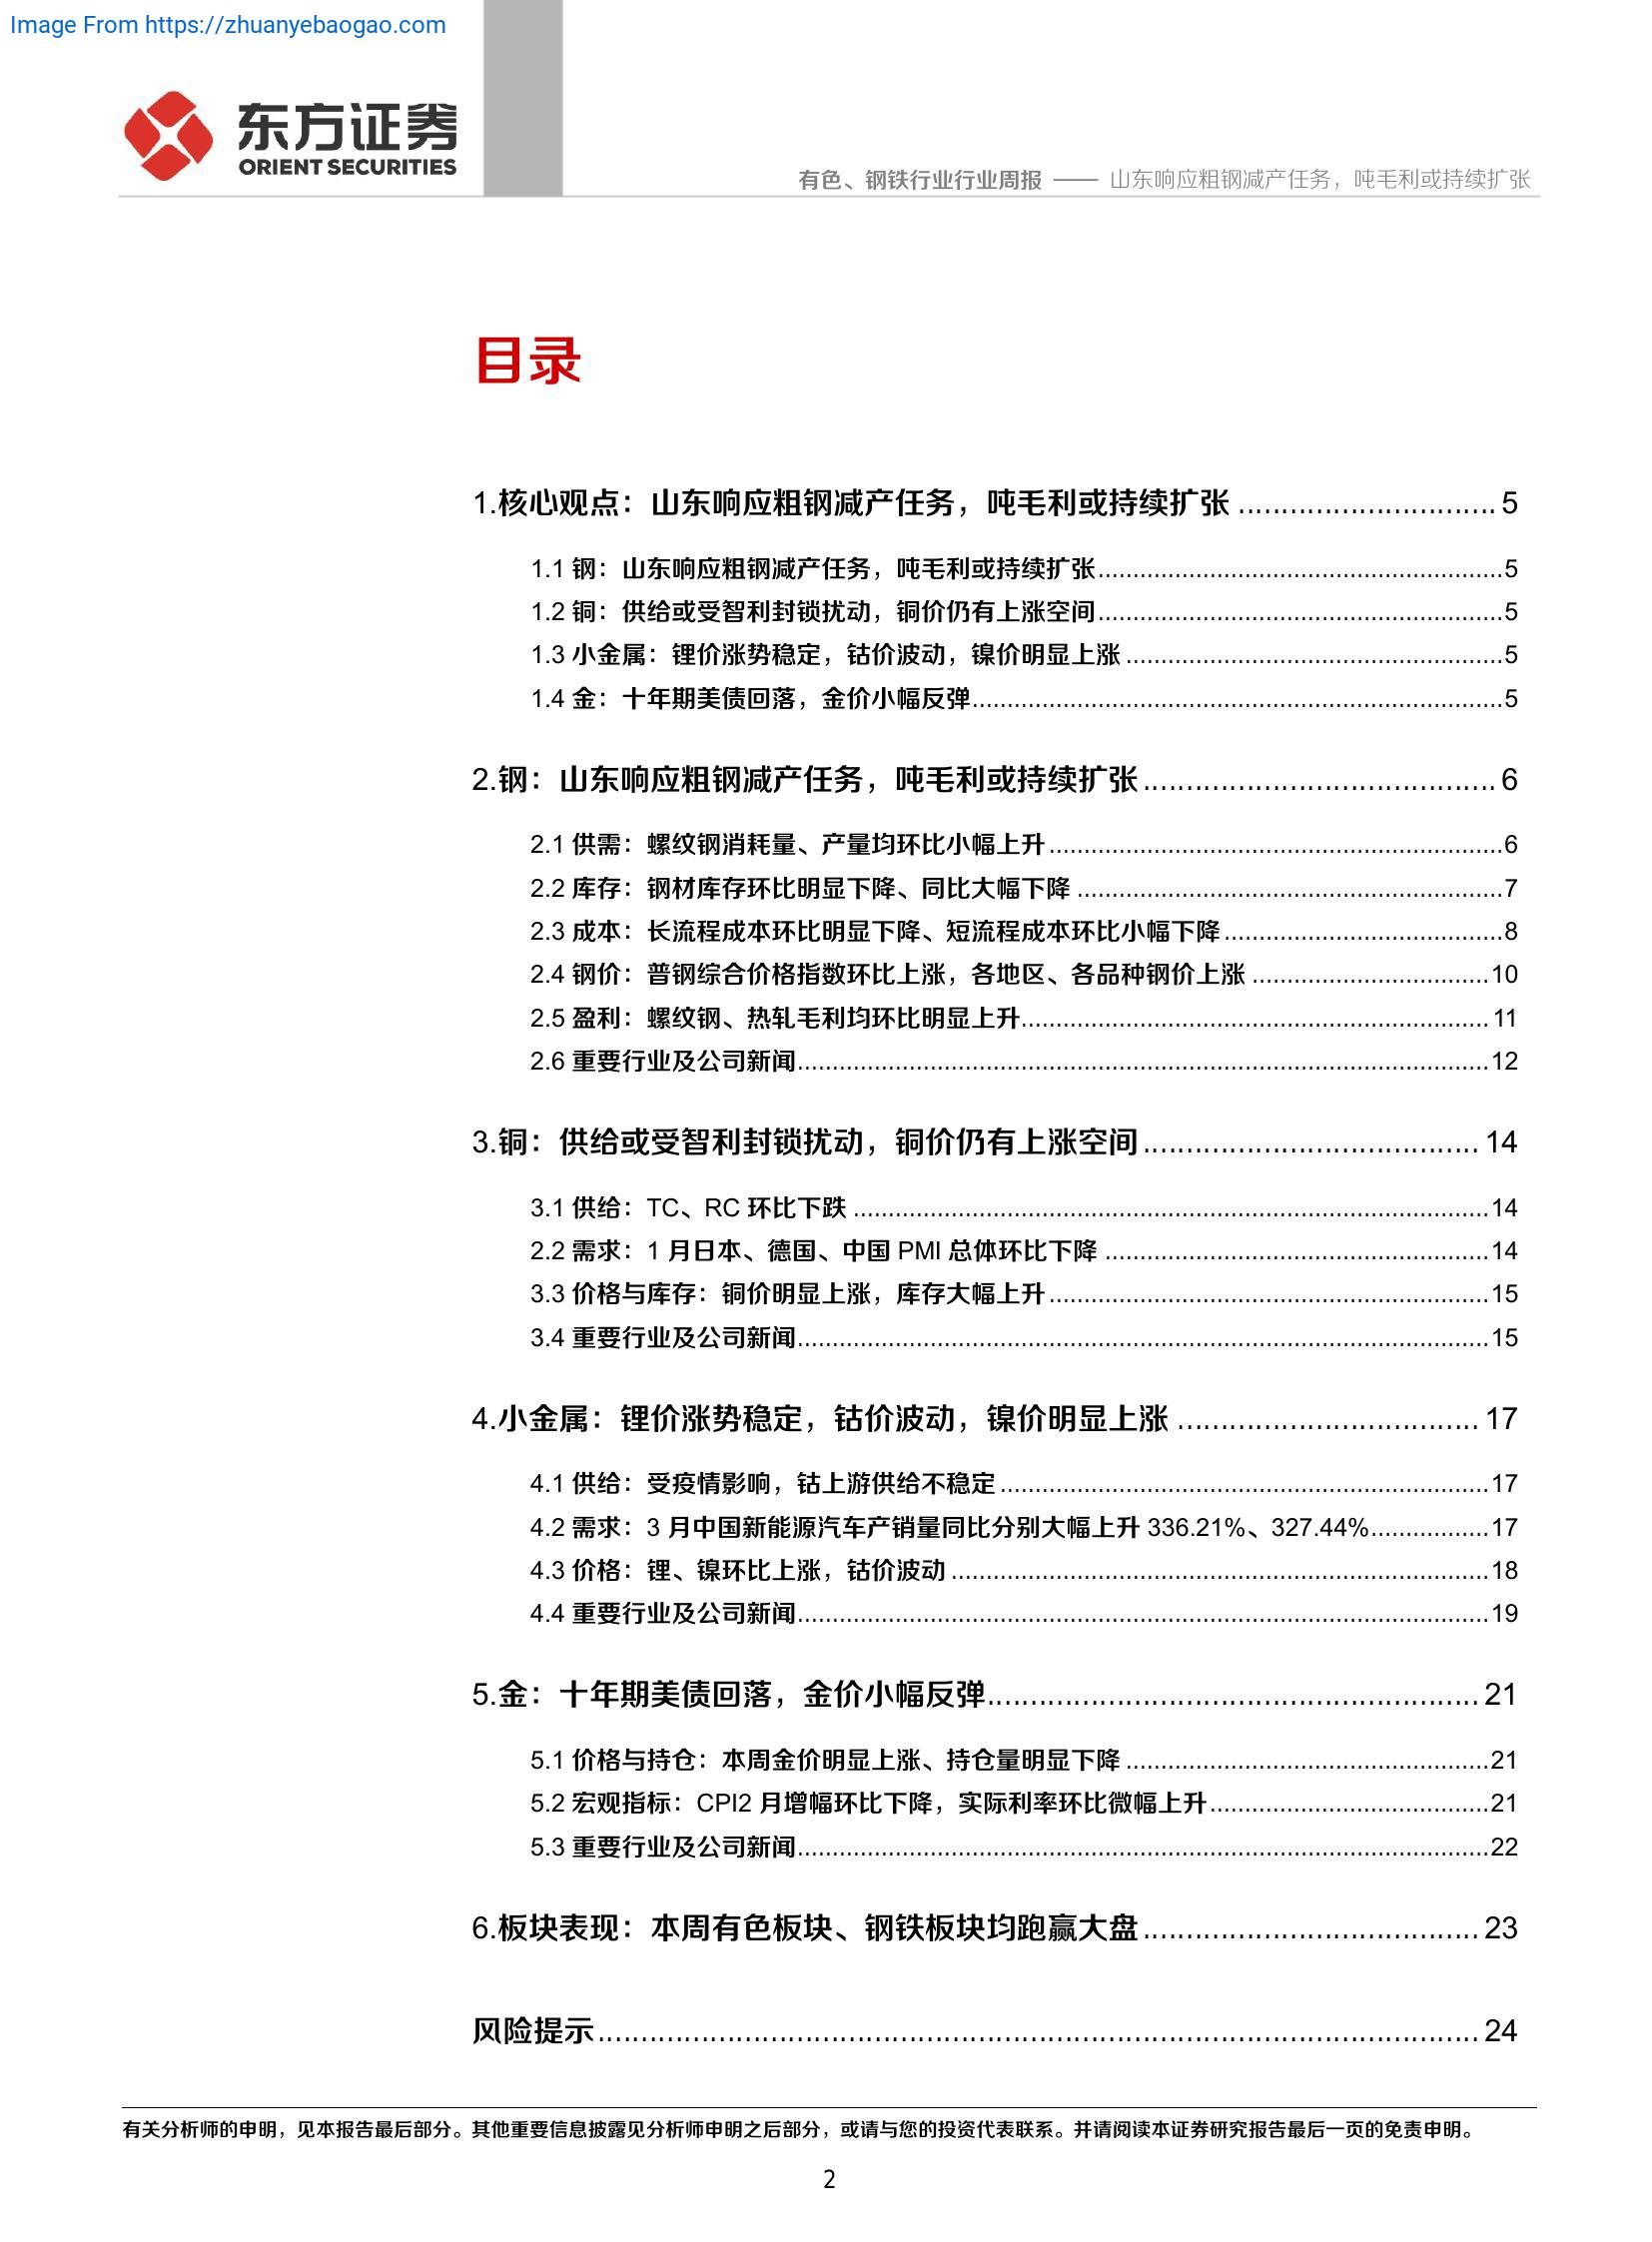 Image From https://zhuanyebaogao.com
东方证券
ORIENT SECURITIES
有色、钢铁行业行业周报 —— 山东响应粗钢减产任务，吨毛利或持续扩张
目录
1.核心观点：山东响应粗钢减产任务，吨毛利或持续扩张 .............................. 5
1.1 钢：山东响应粗钢减产任务，吨毛利或持续扩张..........................................................5
1.2 铜：供给或受智利封锁扰动，铜价仍有上涨空间..........................................................5
1.3 小金属：锂价涨势稳定，钴价波动，镍价明显上涨 ......................................................5
1.4 金：十年期美债回落，金价小幅反弹............................................................................5
2.钢：山东响应粗钢减产任务，吨毛利或持续扩张 ......................................... 6
2.1 供需：螺纹钢消耗量、产量均环比小幅上升.................................................................6
2.2 库存：钢材库存环比明显下降、同比大幅下降 .............................................................7
2.3 成本：长流程成本环比明显下降、短流程成本环比小幅下降........................................8
2.4 钢价：普钢综合价格指数环比上涨，各地区、各品种钢价上涨 ..................................10
2.5 盈利：螺纹钢、热轧毛利均环比明显上升...................................................................11
2.6 重要行业及公司新闻...................................................................................................12
3.铜：供给或受智利封锁扰动，铜价仍有上涨空间 ....................................... 14
3.1 供给：TC、RC 环比下跌 ...........................................................................................14
2.2 需求：1 月日本、德国、中国 PMI 总体环比下降 .......................................................14
3.3 价格与库存：铜价明显上涨，库存大幅上升...............................................................15
3.4 重要行业及公司新闻...................................................................................................15
4.小金属：锂价涨势稳定，钴价波动，镍价明显上涨 ................................... 17
4.1 供给：受疫情影响，钴上游供给不稳定......................................................................17
4.2 需求：3 月中国新能源汽车产销量同比分别大幅上升 336.21%、327.44%.................17
4.3 价格：锂、镍环比上涨，钴价波动 .............................................................................18
4.4 重要行业及公司新闻...................................................................................................19
5.金：十年期美债回落，金价小幅反弹......................................................... 21
5.1 价格与持仓：本周金价明显上涨、持仓量明显下降 ....................................................21
5.2 宏观指标：CPI2 月增幅环比下降，实际利率环比微幅上升........................................21
5.3 重要行业及公司新闻...................................................................................................22
6.板块表现：本周有色板块、钢铁板块均跑赢大盘 ....................................... 23
风险提示....................................................................................................... 24
有关分析师的申明，见本报告最后部分。其他重要信息披露见分析师申明之后部分，或请与您的投资代表联系。并请阅读本证券研究报告最后一页的免责申明。
2